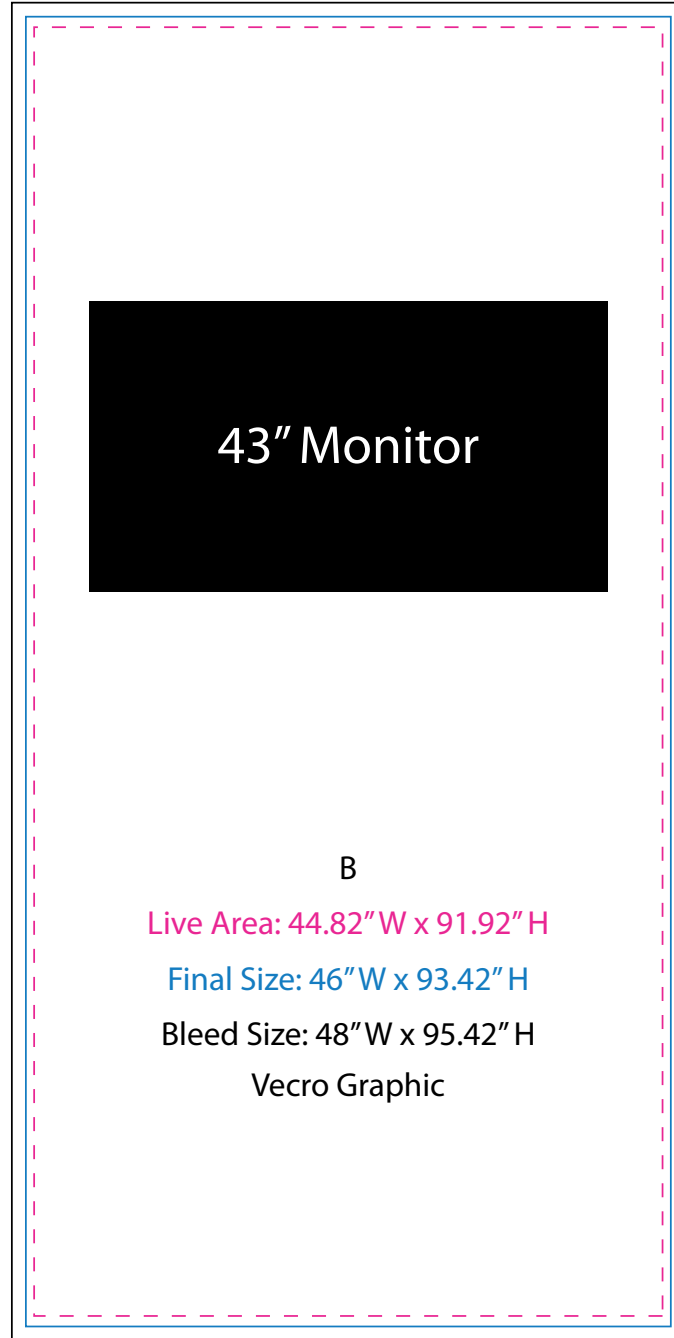 43” Monitor
B
Live Area: 44.82” W x 91.92” H
Final Size: 46” W x 93.42” H
Bleed Size: 48” W x 95.42” H
Vecro Graphic